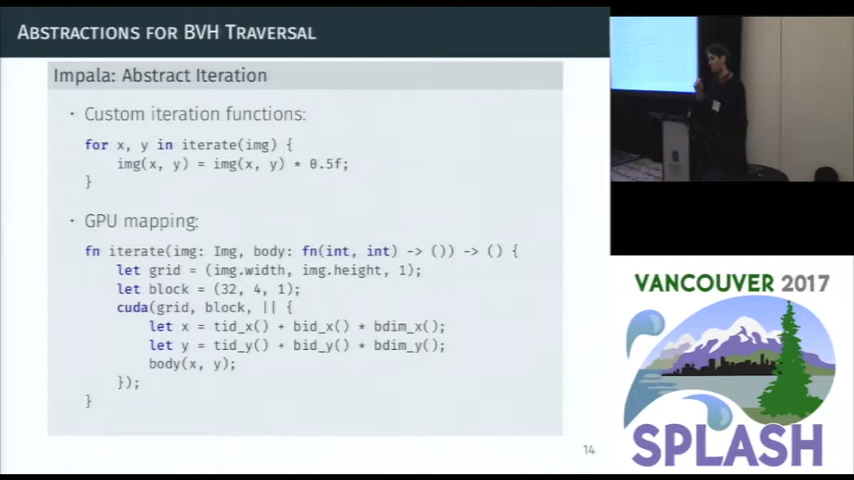 ABSTRACTIONS FOR BVH TRAVERSAL
Impala: Abstract Iteration
• Custom iteration functions:
for x, y in iterate(img) {
img(x, y) = img(x, y) * 0.5f;
}
• GPU mapping:
fn iterate(img: Img, body: fn(int, int) -> ()) -> () {
let grid = (img.width, img.height, 1);
let block = (32, 4, 1);
cuda(grid, block, || {
let x = tid_x() + bid_x() * bdim_x();
let y = tid_y() + bid_y() * bdim_y();
body(x, y);
});
}
14
VANCOUVER 2017
SPLASH